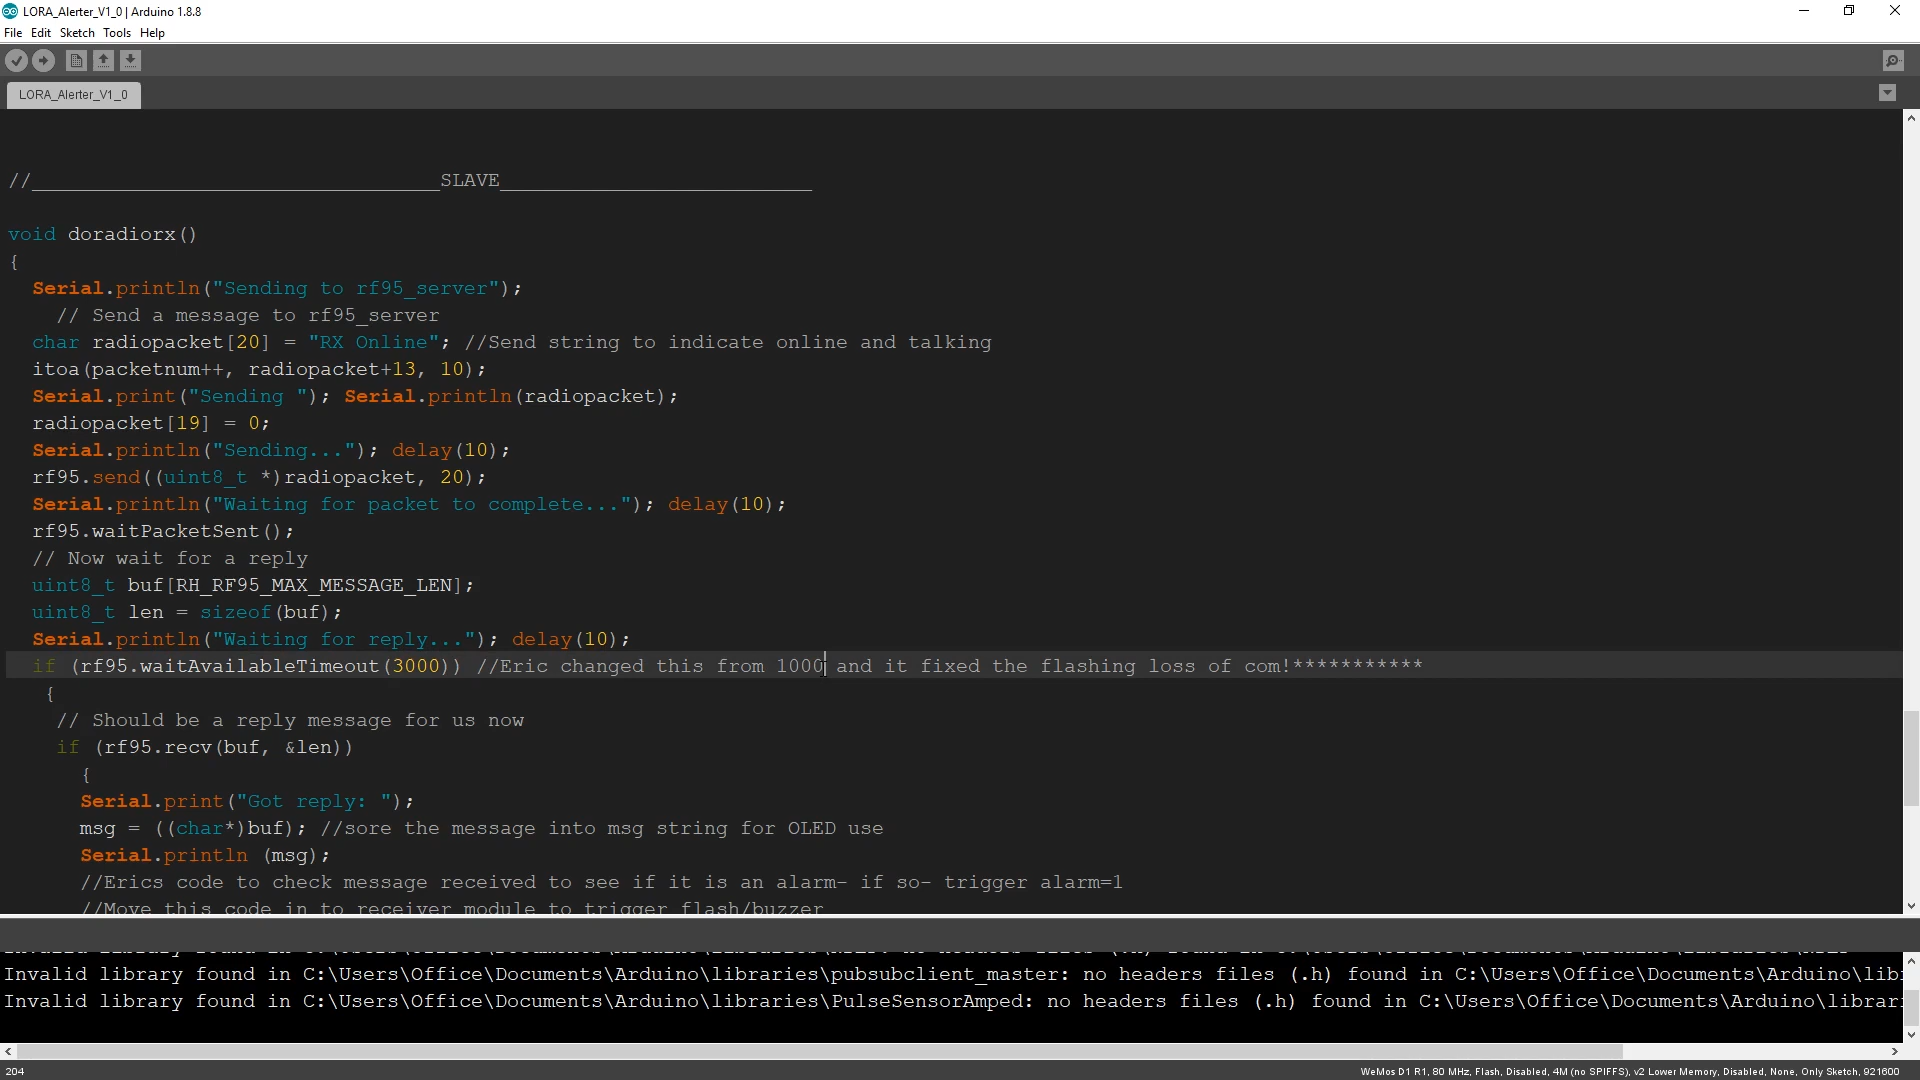 LORA_Alerter_V1_0 | Arduino 1.8.8
File Edit Sketch Tools Help
LORA_Alerter_V1_0
//__________________________________SLAVE__________________________
void doradiorx()
{
Serial.println("Sending to rf95_server");
// Send a message to rf95_server
char radiopacket[20] = "RX Online"; //Send string to indicate online and talking
itoa(packetnum++, radiopacket+13, 10);
Serial.print("Sending "); Serial.println(radiopacket);
radiopacket[19] = 0;
Serial.println("Sending..."); delay(10);
rf95.send((uint8_t *)radiopacket, 20);
Serial.println("Waiting for packet to complete..."); delay(10);
rf95.waitPacketSent();
// Now wait for a reply
uint8_t buf[RH_RF95_MAX_MESSAGE_LEN];
uint8_t len = sizeof(buf);
Serial.println("Waiting for reply..."); delay(10);
if (rf95.waitAvailableTimeout(3000)) //Eric changed this from 1000 and it fixed the flashing loss of com!***********
{
// Should be a reply message for us now
if (rf95.recv(buf, &len))
{
Serial.print("Got reply: ");
msg = ((char*)buf); //sore the message into msg string for OLED use
Serial.println (msg);
//Erics code to check message received to see if it is an alarm- if so- trigger alarm=1
//Move this code in to receiver module to trigger flash/buzzer
Invalid library found in C:\Users\Office\Documents\Arduino\libraries\pubsubclient_master: no headers files (.h) found in C:\Users\Office\Documents\Arduino\lib
Invalid library found in C:\Users\Office\Documents\Arduino\libraries\PulseSensorAmped: no headers files (.h) found in C:\Users\Office\Documents\Arduino\librar
204
WeMos D1 R1, 80 MHz, Flash, Disabled, 4M (no SPIFFS), v2 Lower Memory, Disabled, None, Only Sketch, 921600